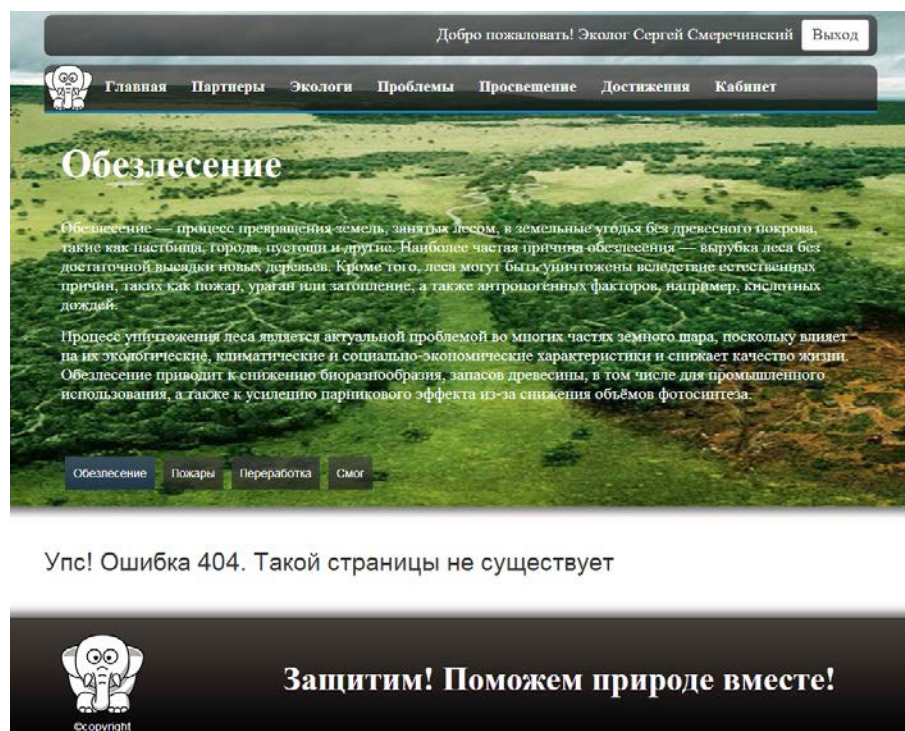 Добро пожаловать! Эколог Сергей Смеречинский Выход
Главная Партнеры Экологи Проблемы Просвещение Достижения Кабинет
Обезлесение
Обезлесение — процесс превращения земель, занятых лесом, в земельные угодья без древесного покрова,
такие как пастбища, города, пустоши и другие. Наиболее частая причина обезлесения — вырубка леса без
достаточной высадки новых деревьев. Кроме того, леса могут быть уничтожены вследствие естественных
причин, таких как пожар, ураган или затопление, а также антропогенных факторов, например, кислотных
дождей.
Процесс уничтожения леса является актуальной проблемой во многих частях земного шара, поскольку влияет
на их экологические, климатические и социально-экономические характеристики и снижает качество жизни.
Обезлесение приводит к снижению биоразнообразия, запасов древесины, в том числе для промышленного
использования, а также к усилению парникового эффекта из-за снижения объёмов фотосинтеза.
Обезлесение Пожары Переработка Смог
Упс! Ошибка 404. Такой страницы не существует
Защитим! Поможем природе вместе!
©copyright